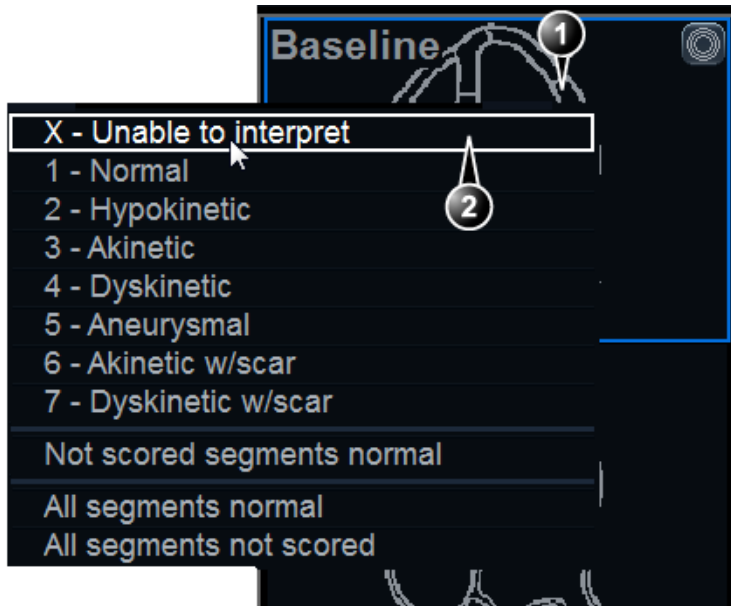 Baseline
1
X - Unable to interpret
1 - Normal
2 - Hypokinetic
2
3 - Akinetic
4 - Dyskinetic
5 - Aneurysmal
6 - Akinetic w/scar
7 - Dyskinetic w/scar
Not scored segments normal
All segments normal
All segments not scored